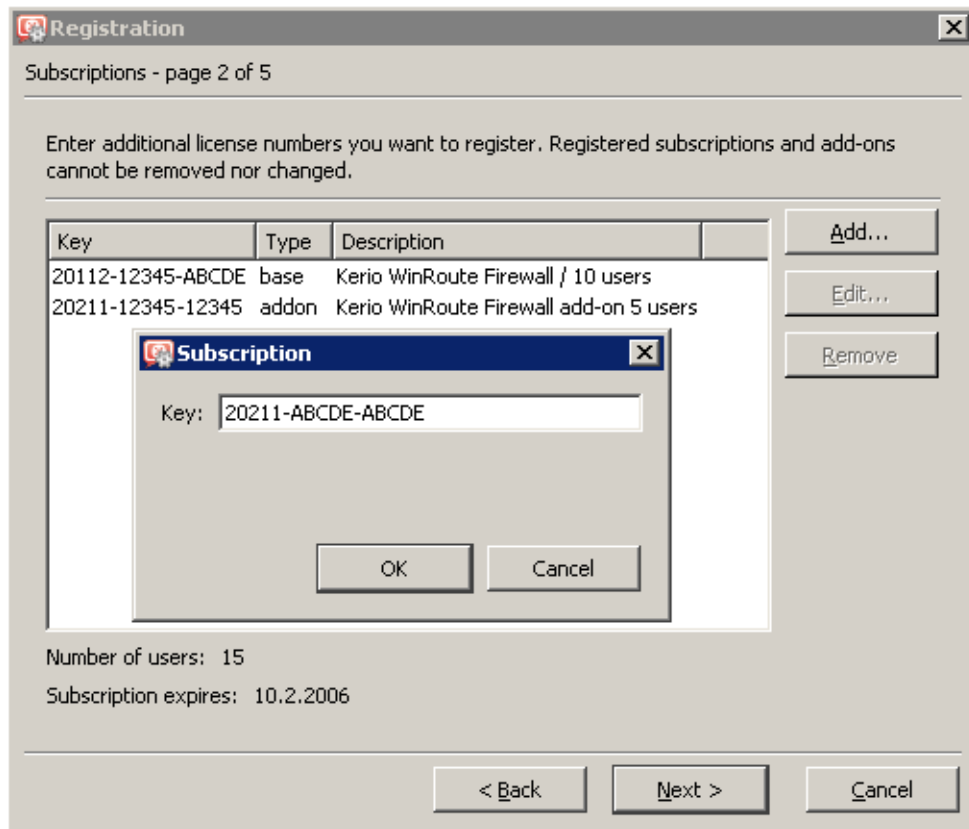 Registration
Subscriptions - page 2 of 5
Enter additional license numbers you want to register. Registered subscriptions and add-ons
cannot be removed nor changed.
Key Type Description
Add...
20112-12345-ABCDE base Kerio WinRoute Firewall / 10 users
20211-12345-12345 addon Kerio WinRoute Firewall add-on 5 users
Edit...
Remove
Subscription
Key: 20211-ABCDE-ABCDE
OK Cancel
Number of users: 15
Subscription expires: 10.2.2006
< Back Next > Cancel